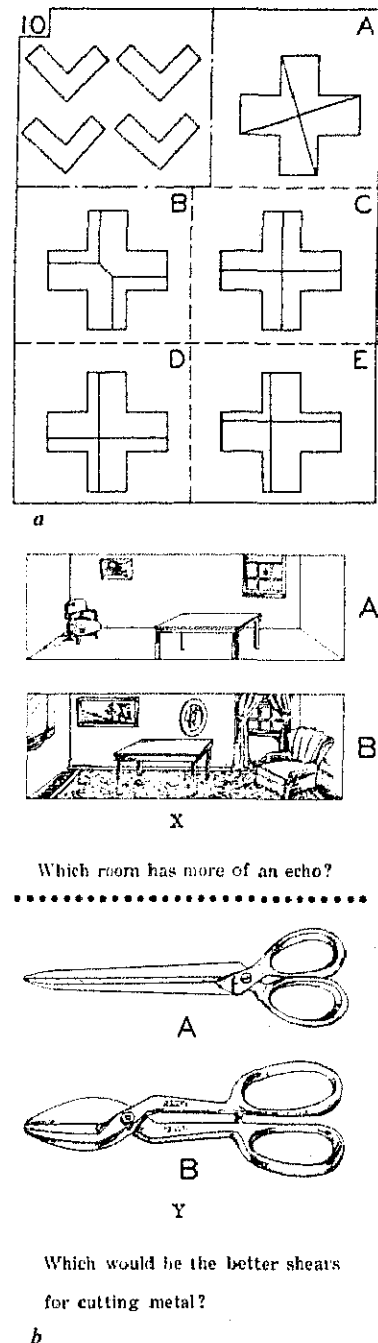 10
A
B
C
D
E
a
A
B
X
Which room has more of an echo?
A
B
Y
Which would be the better shears
for cutting metal?
b